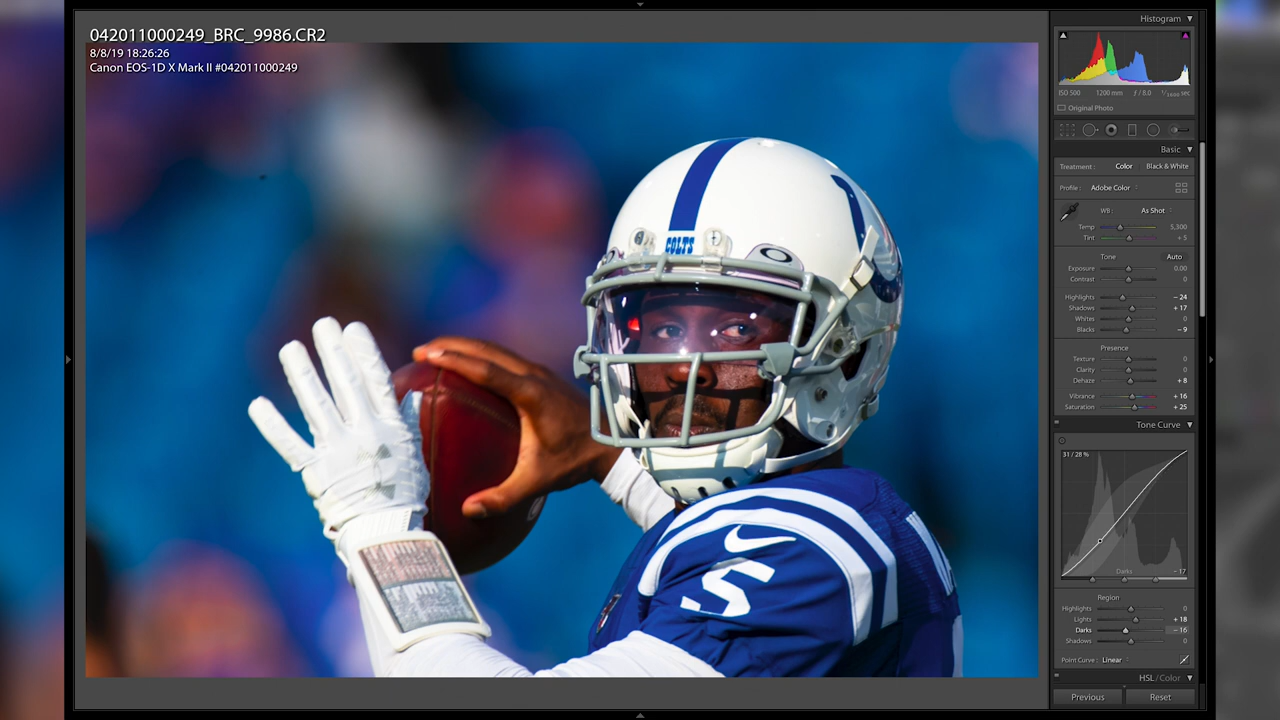 042011000249_BRC_9986.CR2
8/8/19 18:26:26
Canon EOS-1D X Mark II #042011000249
COLTS
5
Histogram
ISO 500 1200 mm ƒ / 8.0 sec
Original Photo
Basic
Treatment: Color Black & White
Profile: Adobe Color
WB: As Shot
Temp 5,300
Tint + 5
Tone Auto
Exposure 0.00
Contrast 0
Highlights − 24
Shadows + 17
Whites 0
Blacks − 9
Presence
Texture 0
Clarity 0
Dehaze + 8
Vibrance + 16
Saturation + 25
Tone Curve
31 / 28 %
Darks − 17
Region
Highlights 0
Lights + 18
Darks − 16
Shadows 0
Point Curve: Linear
HSL / Color
Previous Reset